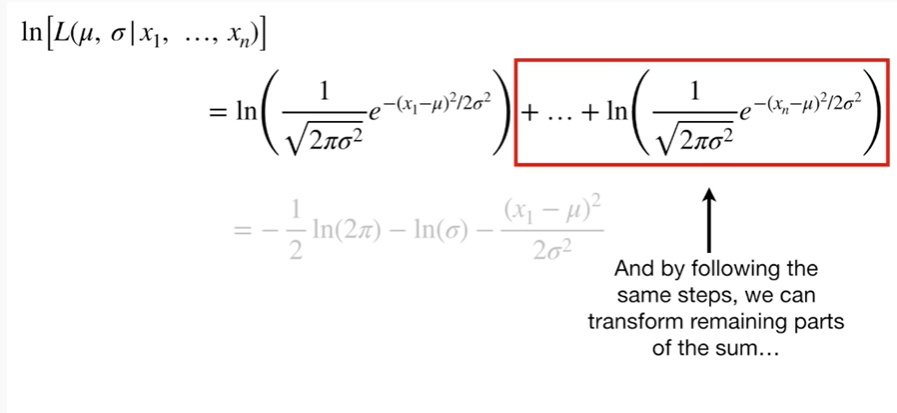 ln[L(μ, σ|x₁, …, xₙ)]
= ln(1/√(2πσ²) e^(−(x₁−μ)²/2σ²)) + … + ln(1/√(2πσ²) e^(−(xₙ−μ)²/2σ²))
= −1/2 ln(2π) − ln(σ) − (x₁ − μ)²/2σ²
And by following the
same steps, we can
transform remaining parts
of the sum…